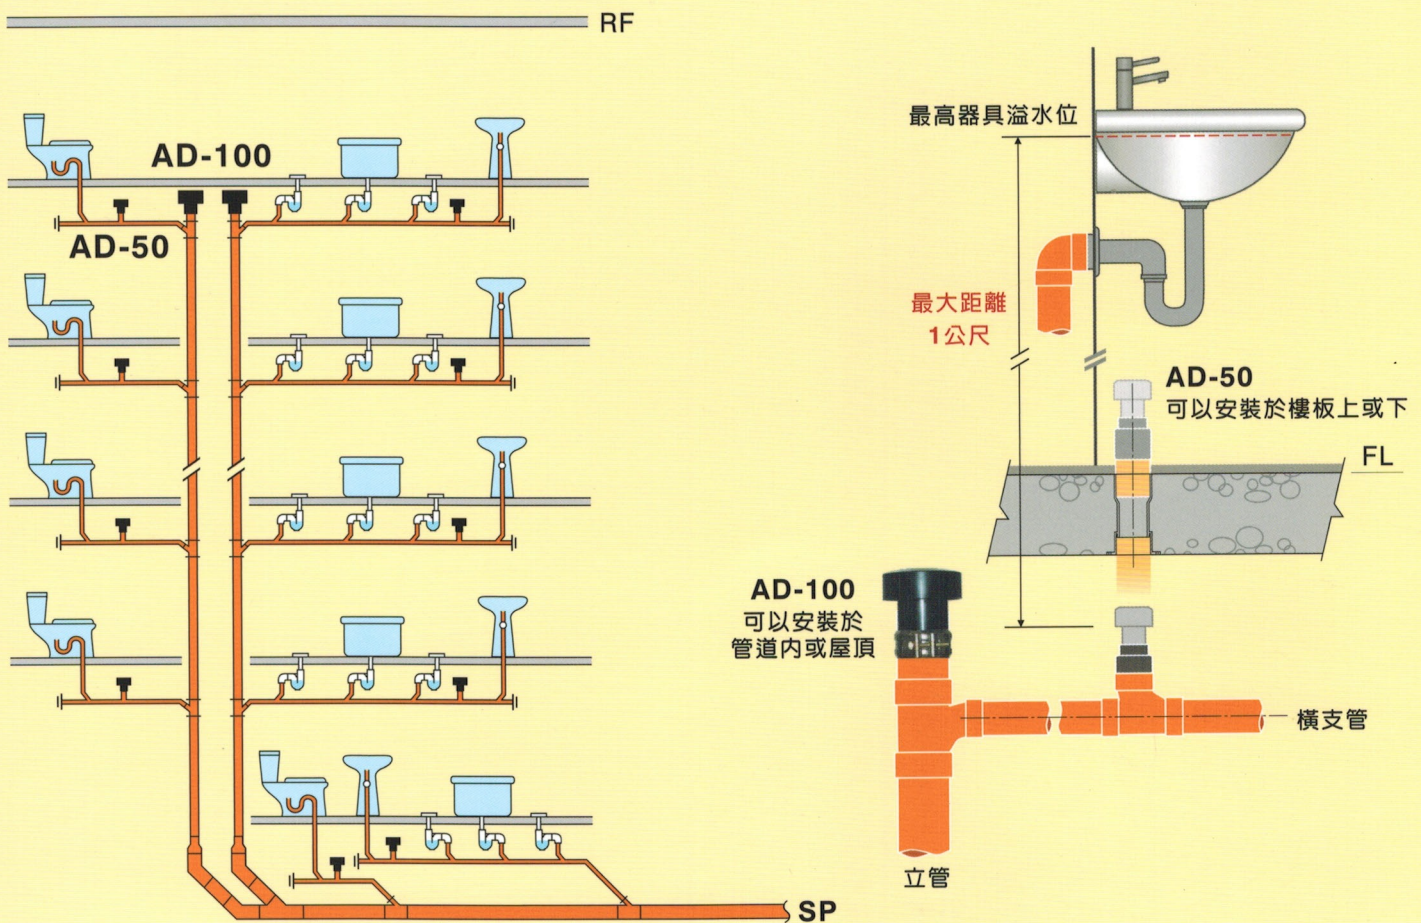 RF
AD-100
AD-50
SP
最高器具溢水位
最大距離
1公尺
AD-50
可以安裝於樓板上或下
FL
AD-100
可以安裝於
管道内或屋頂
橫支管
立管